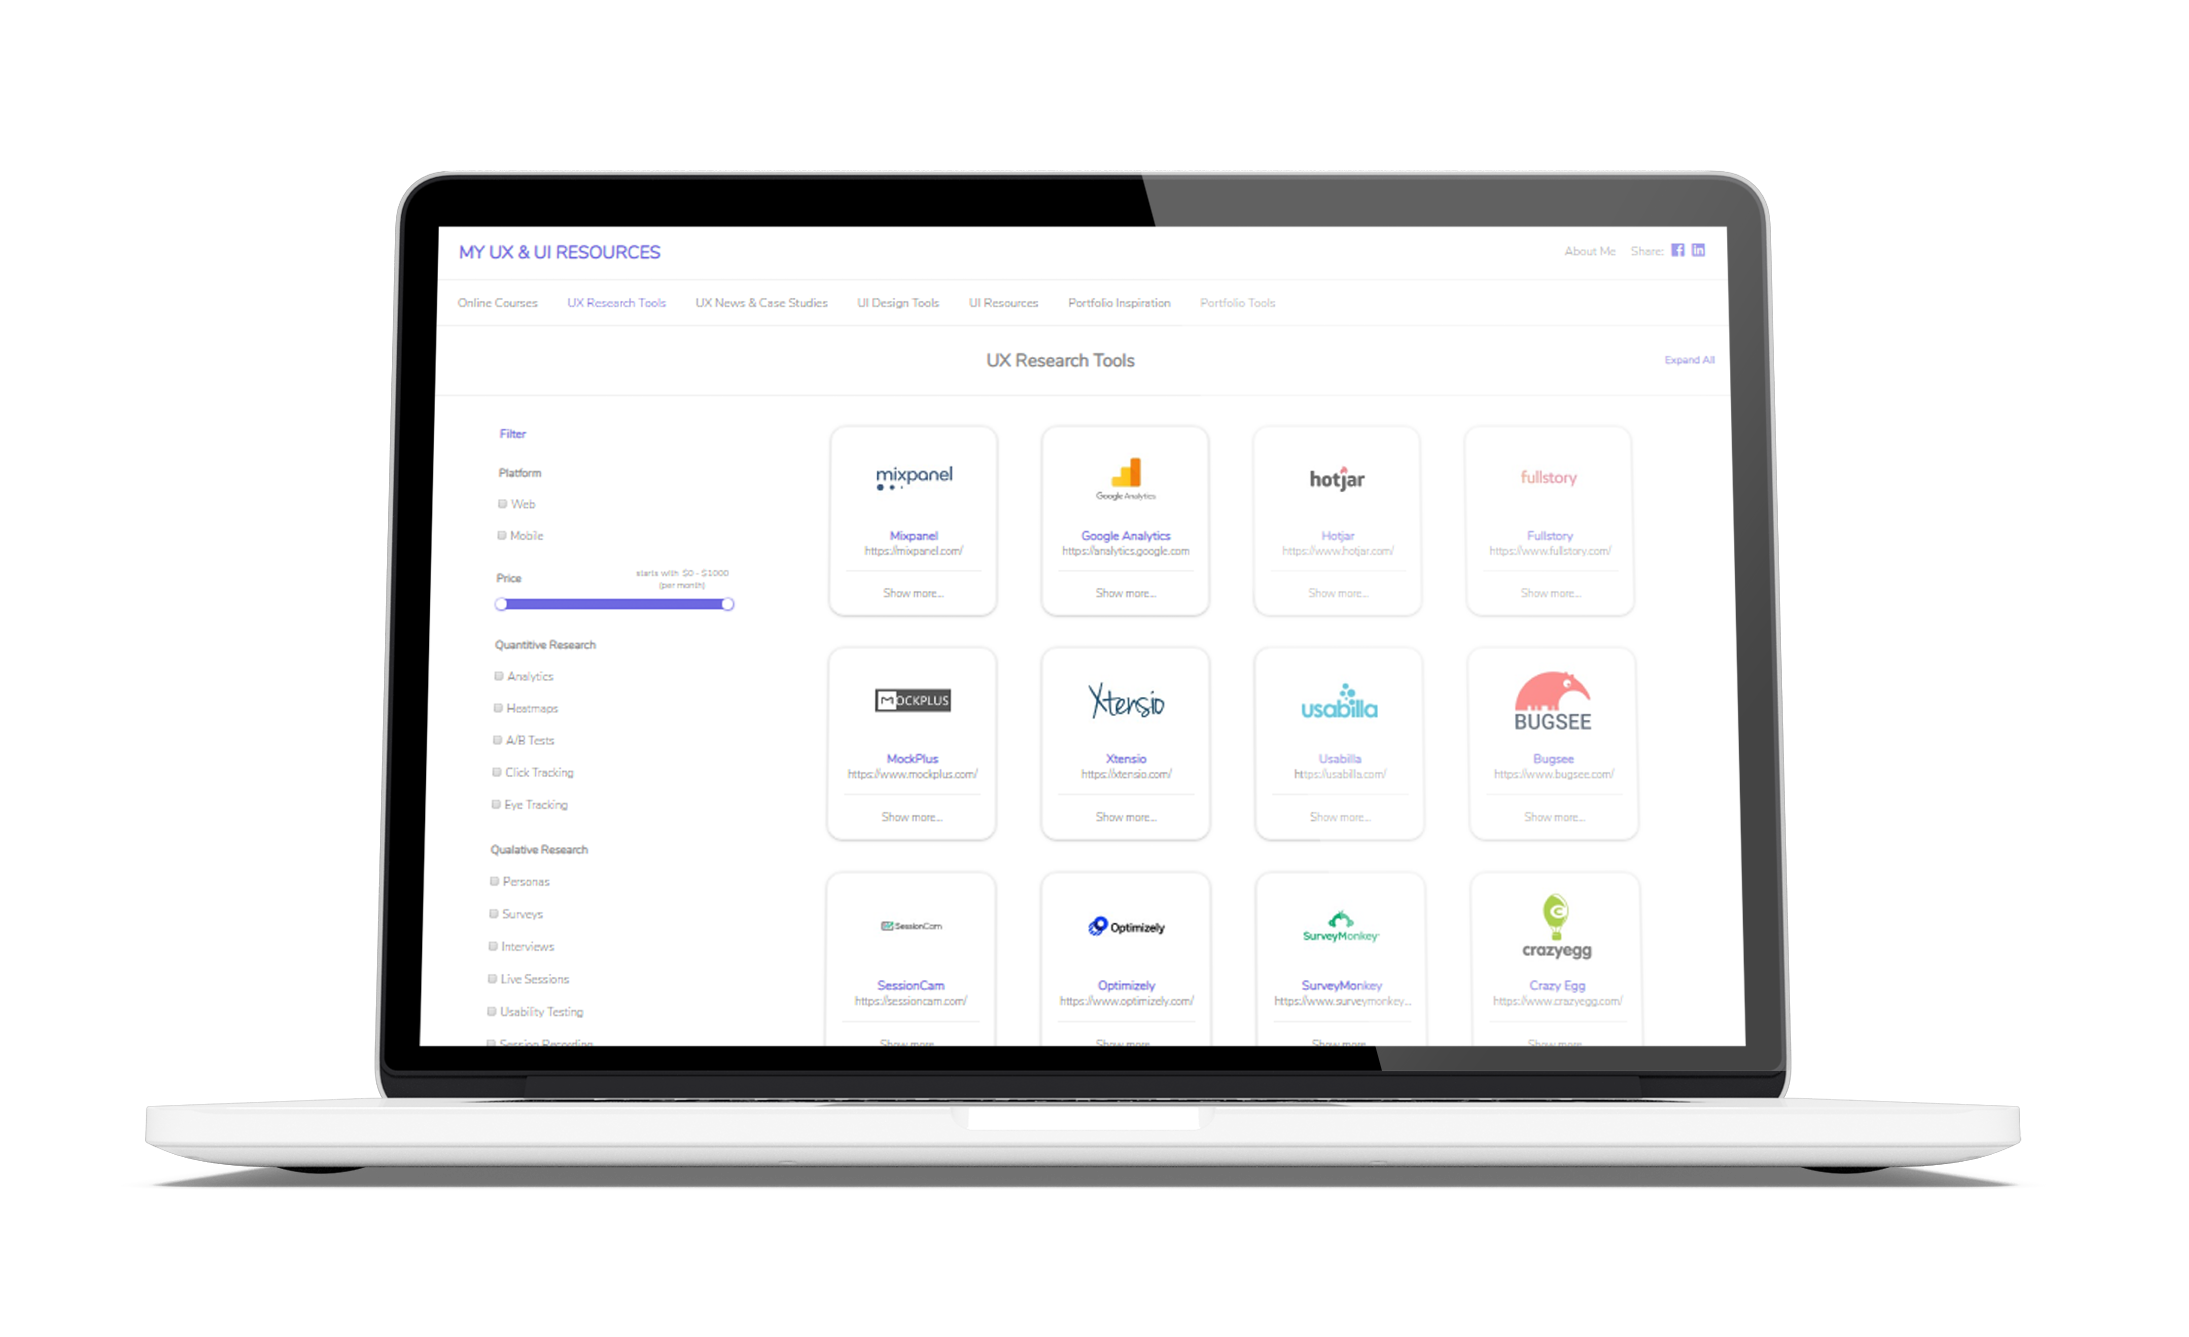 MY UX & UI RESOURCES
About Me Share:
Online Courses UX Research Tools UX News & Case Studies UI Design Tools UI Resources Portfolio Inspiration Portfolio Tools
UX Research Tools
Expand All
Filter
Platform
Web
Mobile
Price
starts with $0 - $1000
(per month)
Quantitive Research
Analytics
Heatmaps
A/B Tests
Click Tracking
Eye Tracking
Qualative Research
Personas
Surveys
Interviews
Live Sessions
Usability Testing
Session Recording
mixpanel
Mixpanel
https://mixpanel.com/
Show more...
Google Analytics
Google Analytics
https://analytics.google.com
Show more...
hotjar
Hotjar
https://www.hotjar.com/
Show more...
fullstory
Fullstory
https://www.fullstory.com/
Show more...
MOCKPLUS
MockPlus
https://www.mockplus.com/
Show more...
Xtensio
Xtensio
https://xtensio.com/
Show more...
usabilla
Usabilla
https://usabilla.com/
Show more...
BUGSEE
Bugsee
https://www.bugsee.com/
Show more...
SessionCam
SessionCam
https://sessioncam.com/
Show more...
Optimizely
Optimizely
https://www.optimizely.com/
Show more...
SurveyMonkey
SurveyMonkey
https://www.surveymonkey...
Show more...
crazyegg
Crazy Egg
https://www.crazyegg.com/
Show more...